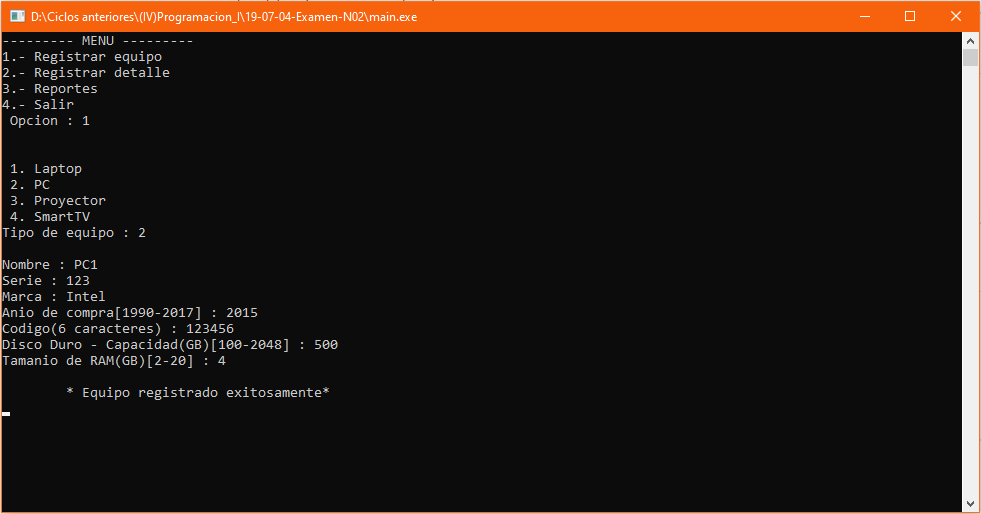 D:\Ciclos anteriores\(IV)Programacion_I\19-07-04-Examen-N02\main.exe
--------- MENU ---------
1.- Registrar equipo
2.- Registrar detalle
3.- Reportes
4.- Salir
Opcion : 1
1. Laptop
2. PC
3. Proyector
4. SmartTV
Tipo de equipo : 2
Nombre : PC1
Serie : 123
Marca : Intel
Anio de compra[1990-2017] : 2015
Codigo(6 caracteres) : 123456
Disco Duro - Capacidad(GB)[100-2048] : 500
Tamanio de RAM(GB)[2-20] : 4
* Equipo registrado exitosamente*